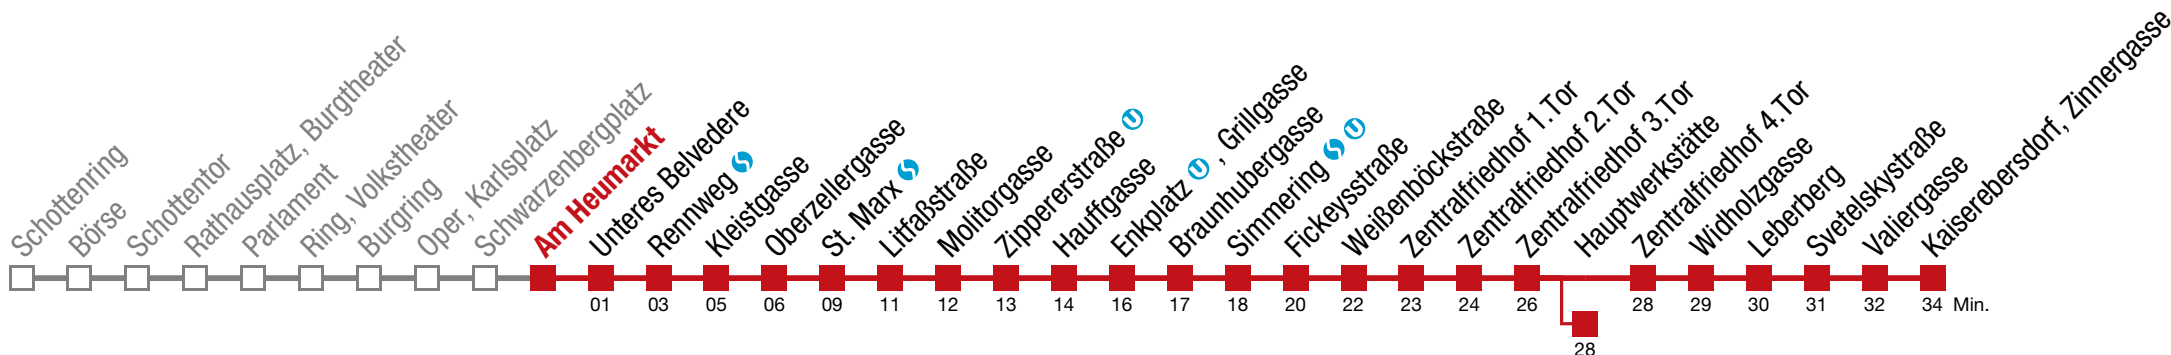 Schottenring
Börse
Schottentor
Rathausplatz, Burgtheater
Parlament
Ring, Volkstheater
Burgring
Oper, Karlsplatz
Schwarzenbergplatz
Am Heumarkt
Unteres Belvedere
Rennweg S
Kleistgasse
Oberzellergasse
St. Marx S
Litfaßstraße
Molitorgasse
Zippererstraße U
Hauffgasse
Enkplatz U , Grillgasse
Braunhubergasse
Simmering S U
Fickeysstraße
Weißenböckstraße
Zentralfriedhof 1.Tor
Zentralfriedhof 2.Tor
Zentralfriedhof 3.Tor
Hauptwerkstätte
Zentralfriedhof 4.Tor
Widholzgasse
Leberberg
Svetelskystraße
Valiergasse
Kaiserebersdorf, Zinnergasse
01 03 05 06 09 11 12 13 14 16 17 18 20 22 23 24 26 28 29 30 31 32 34 Min.
28